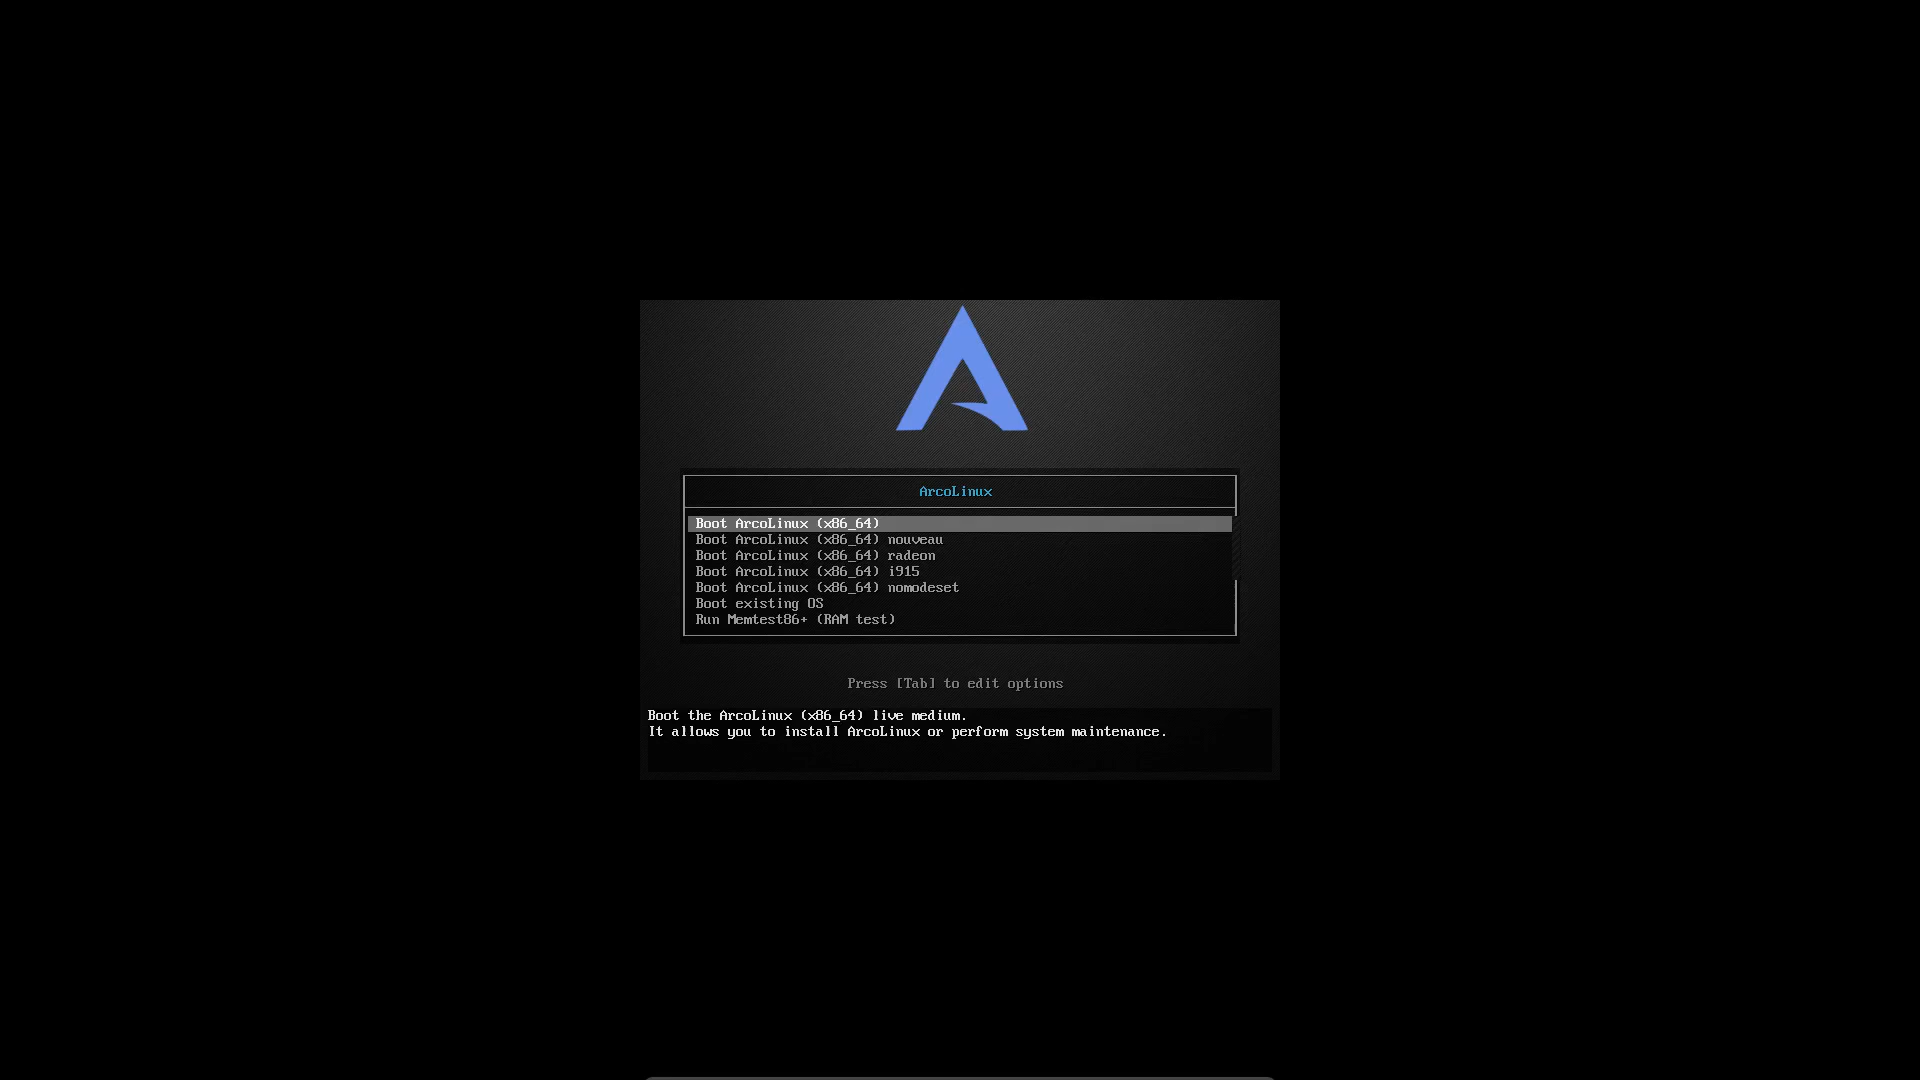 ArcoLinux
Boot ArcoLinux (x86_64)
Boot ArcoLinux (x86_64) nouveau
Boot ArcoLinux (x86_64) radeon
Boot ArcoLinux (x86_64) i915
Boot ArcoLinux (x86_64) nomodeset
Boot existing OS
Run Memtest86+ (RAM test)
Press [Tab] to edit options
Boot the ArcoLinux (x86_64) live medium.
It allows you to install ArcoLinux or perform system maintenance.